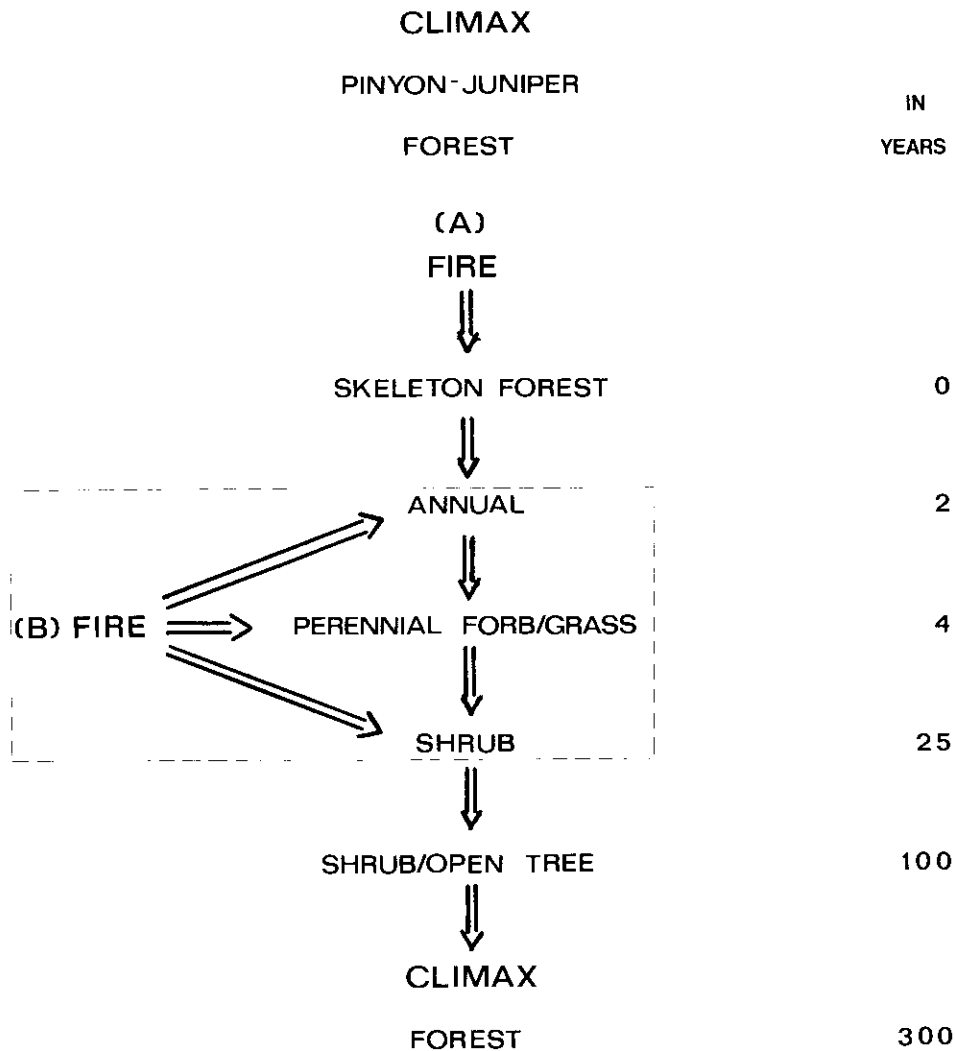 CLIMAX
PINYON-JUNIPER
IN
FOREST
YEARS
(A)
FIRE
SKELETON FOREST 0
ANNUAL 2
(B) FIRE PERENNIAL FORB/GRASS 4
SHRUB 25
SHRUB/OPEN TREE 100
CLIMAX
FOREST 300